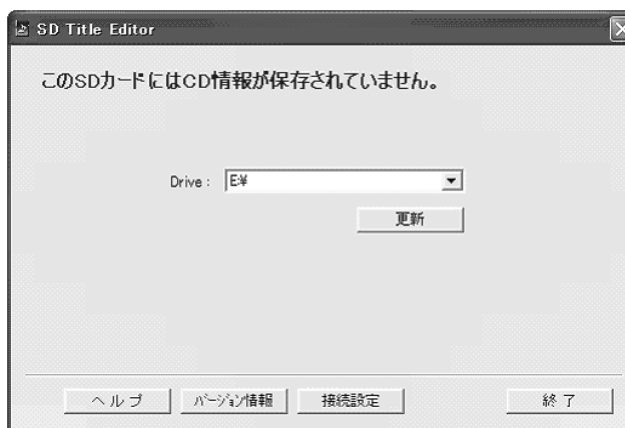 SD Title Editor
このSDカードにはCD情報が保存されていません。
Drive : E:¥
更新
ヘルプ バージョン情報 接続設定 終了